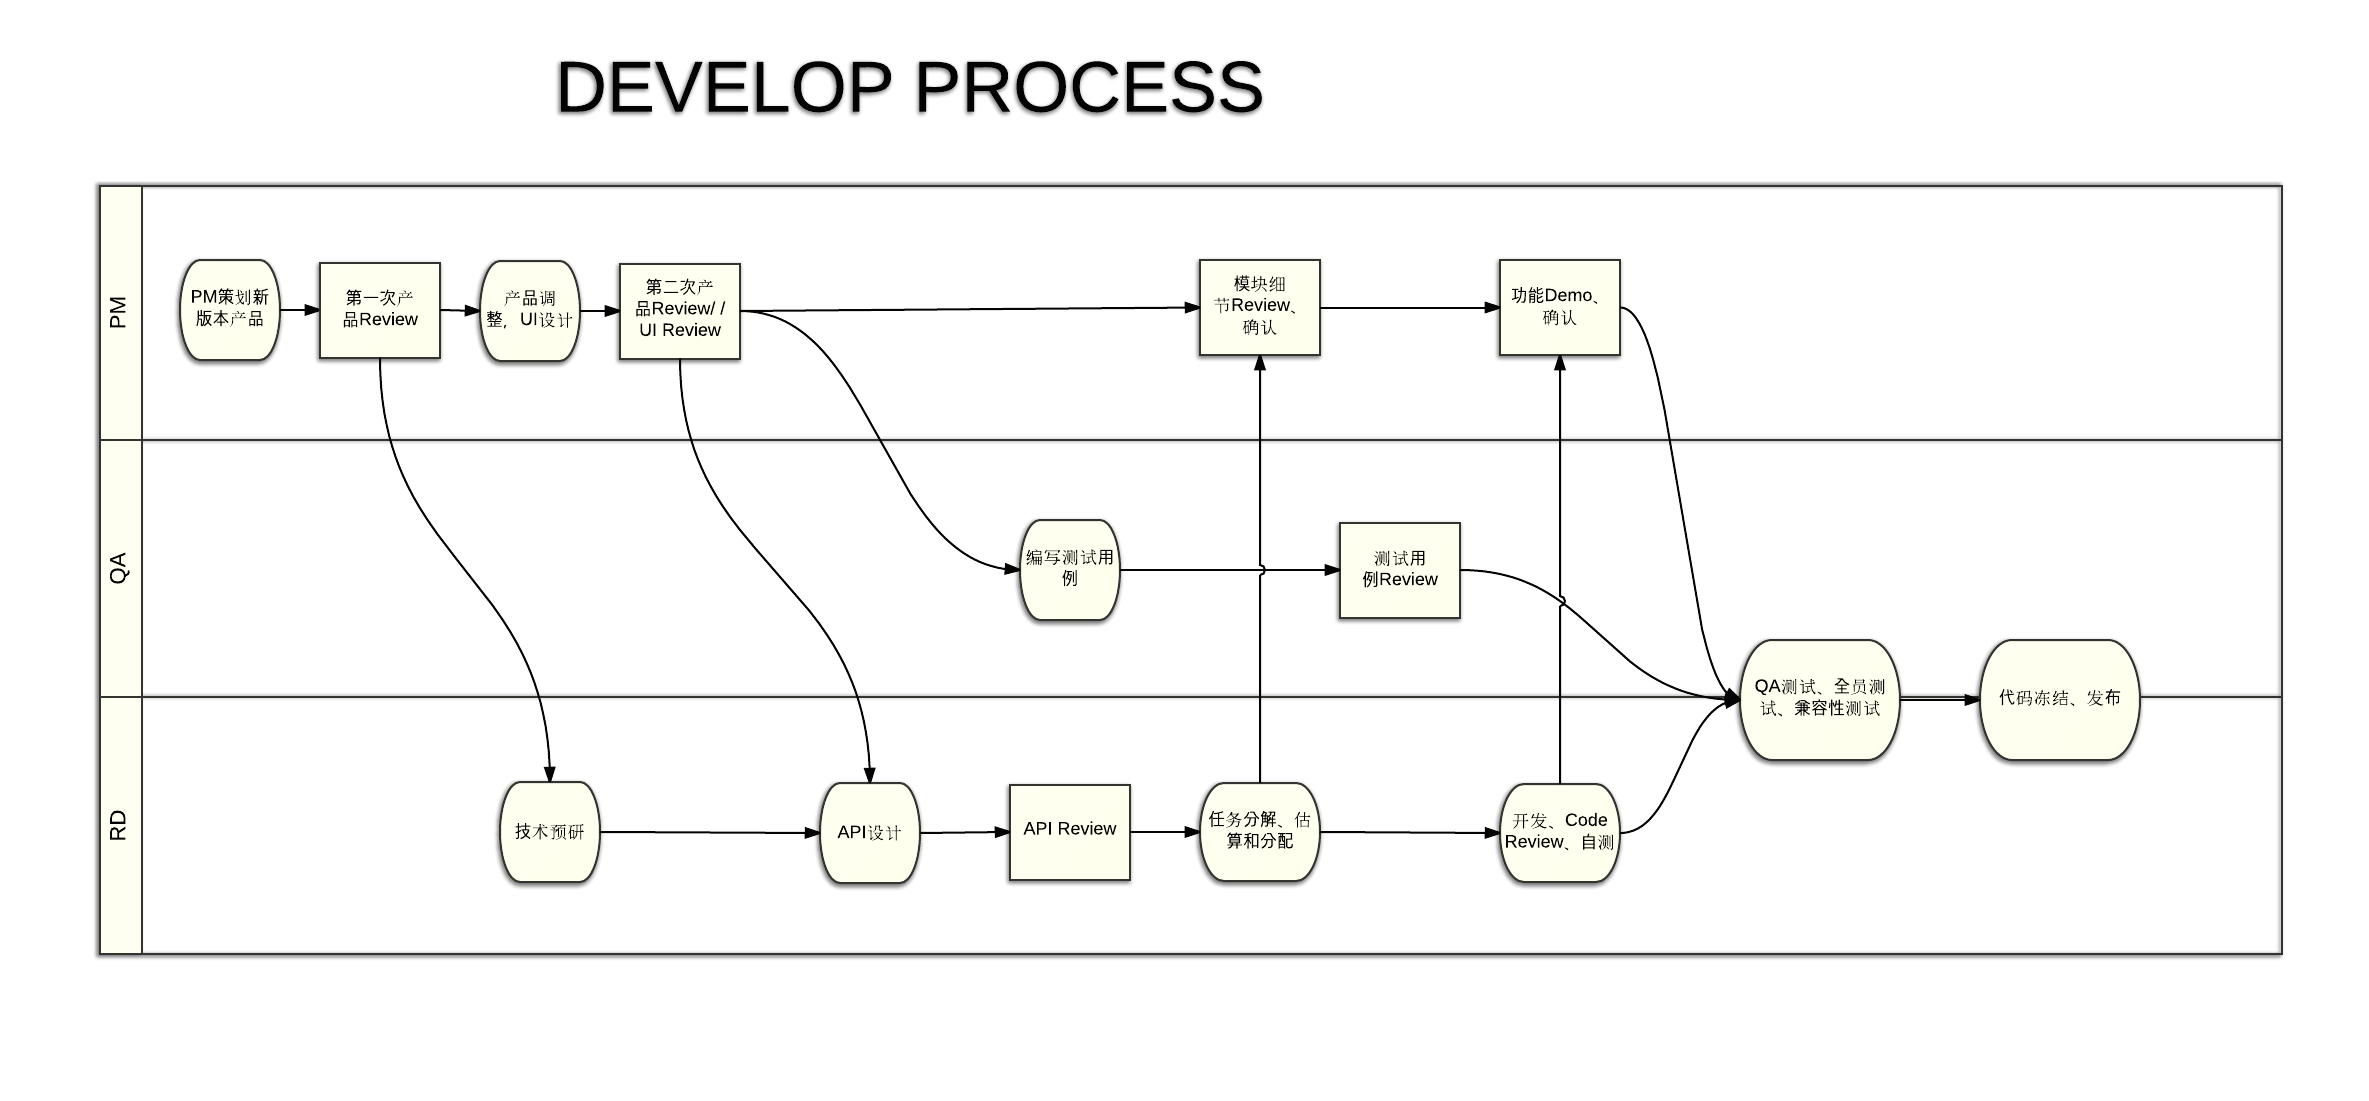 DEVELOP PROCESS
PM
PM策划新
版本产品
第一次产
品Review
产品调
整，UI设计
第二次产
品Review/ /
UI Review
模块细
节Review、
确认
功能Demo、
确认
QA
编写测试用
例
测试用
例Review
QA测试、全员测
试、兼容性测试
代码冻结、发布
RD
技术预研
API设计
API Review
任务分解、估
算和分配
开发、Code
Review、自测